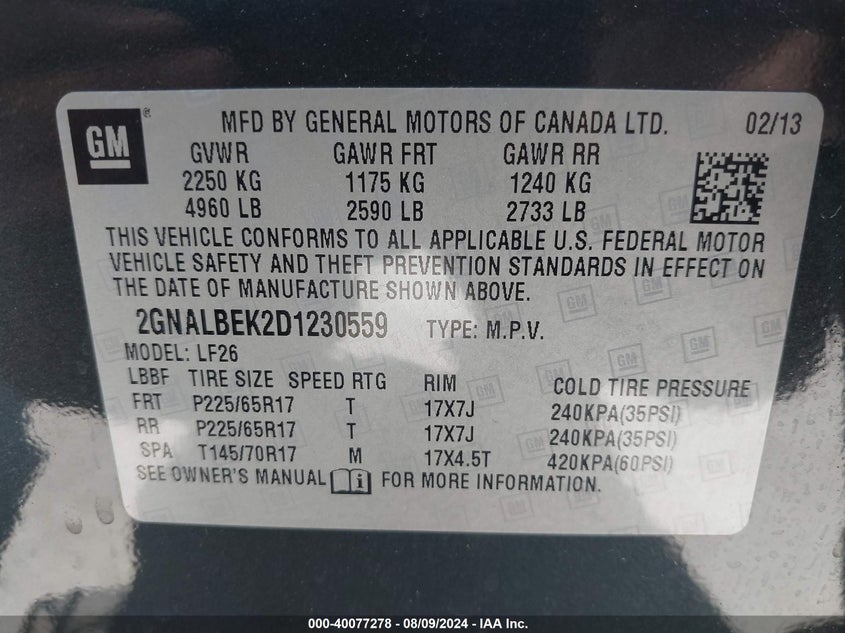 GM ®
MFD BY GENERAL MOTORS OF CANADA LTD. 02/13
GVWR GAWR FRT GAWR RR
2250 KG 1175 KG 1240 KG
4960 LB 2590 LB 2733 LB
THIS VEHICLE CONFORMS TO ALL APPLICABLE U.S. FEDERAL MOTOR
VEHICLE SAFETY AND THEFT PREVENTION STANDARDS IN EFFECT ON
THE DATE OF MANUFACTURE SHOWN ABOVE.
2GNALBEK2D1230559 TYPE: M.P.V.
MODEL: LF26
LBBF TIRE SIZE SPEED RTG RIM COLD TIRE PRESSURE
FRT P225/65R17 T 17X7J 240KPA(35PSI)
RR P225/65R17 T 17X7J 240KPA(35PSI)
SPA T145/70R17 M 17X4.5T 420KPA(60PSI)
SEE OWNER'S MANUAL i FOR MORE INFORMATION.
000-40077278 - 08/09/2024 - IAA Inc.